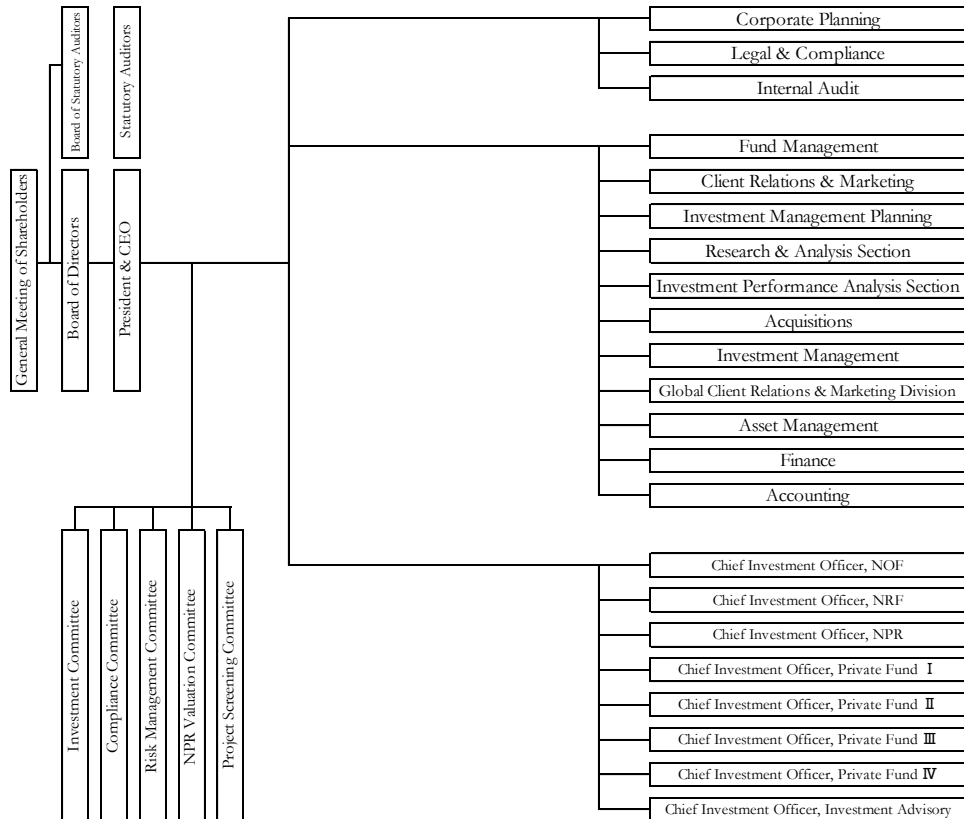 General Meeting of Shareholders
Board of Statutory Auditors
Statutory Auditors
Board of Directors
President & CEO
Corporate Planning
Legal & Compliance
Internal Audit
Fund Management
Client Relations & Marketing
Investment Management Planning
Research & Analysis Section
Investment Performance Analysis Section
Acquisitions
Investment Management
Global Client Relations & Marketing Division
Asset Management
Finance
Accounting
Investment Committee
Compliance Committee
Risk Management Committee
NPR Valuation Committee
Project Screening Committee
Chief Investment Officer, NOF
Chief Investment Officer, NRF
Chief Investment Officer, NPR
Chief Investment Officer, Private Fund Ⅰ
Chief Investment Officer, Private Fund Ⅱ
Chief Investment Officer, Private Fund Ⅲ
Chief Investment Officer, Private Fund Ⅳ
Chief Investment Officer, Investment Advisory